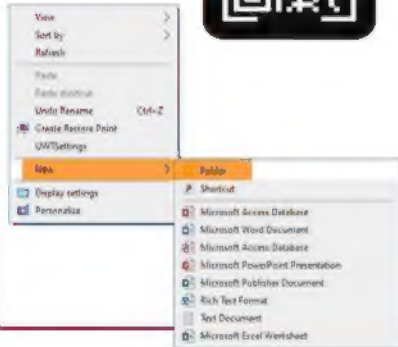 View
Sort by
Refresh
Paste
Paste shortcut
Undo Rename Ctrl+Z
Create Restore Point
UWTSettings
New
Display settings
Personalize
Folder
Shortcut
Microsoft Access Database
Microsoft Word Document
Microsoft Access Database
Microsoft PowerPoint Presentation
Microsoft Publisher Document
Rich Text Format
Text Document
Microsoft Excel Worksheet